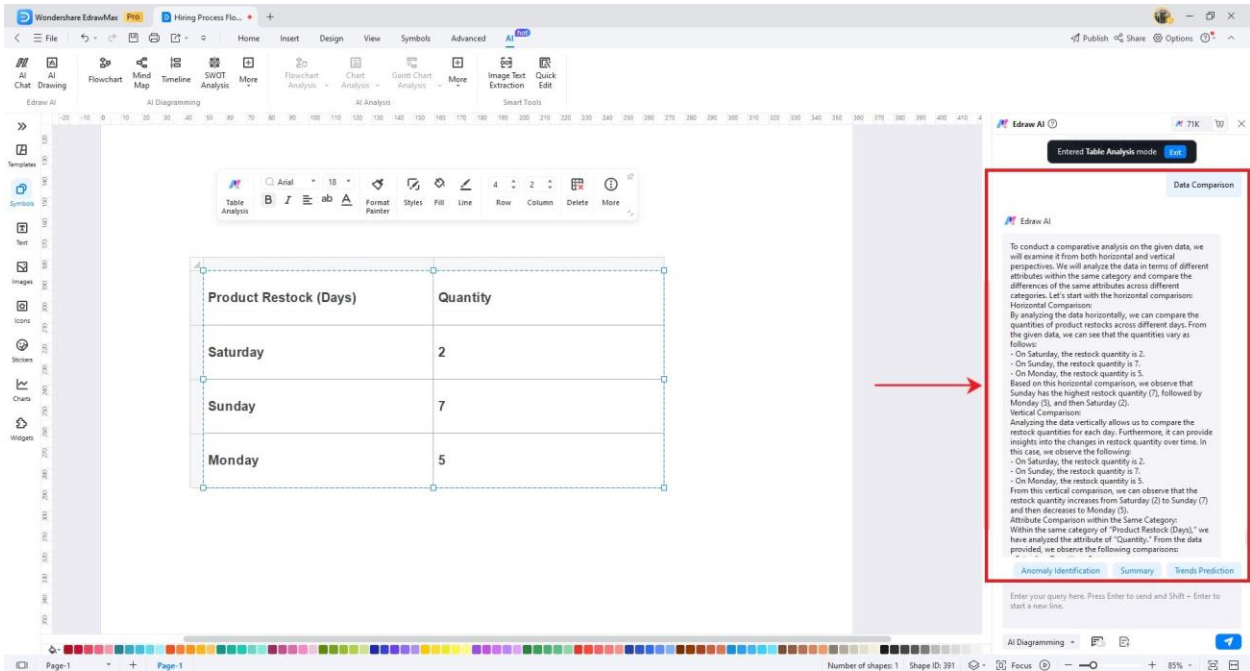 Wondershare EdrawMax Pro Hiring Process Flo...
File Home Insert Design View Symbols Advanced AI hot Publish Share Options
AI Chat
AI Drawing
Flowchart
Mind Map
Timeline
SWOT Analysis
More
Flowchart Analysis
Chart Analysis
Gantt Chart Analysis
More
Image Text Extraction
Quick Edit
Edraw AI
AI Diagramming
AI Analysis
Smart Tools
Templates
Symbols
Text
Images
Icons
Stickers
Charts
Widgets
Arial 18
4 2
Table Analysis
B I ab A
Format Painter
Styles Fill Line Row Column Delete More
Product Restock (Days) Quantity
Saturday 2
Sunday 7
Monday 5
Edraw AI 71K
Entered Table Analysis mode Exit
Data Comparison
Edraw AI
To conduct a comparative analysis on the given data, we
will examine it from both horizontal and vertical
perspectives. We will analyze the data in terms of different
attributes within the same category and compare the
differences of the same attributes across different
categories. Let's start with the horizontal comparison:
Horizontal Comparison:
By analyzing the data horizontally, we can compare the
quantities of product restocks across different days. From
the given data, we can see that the quantities vary as
follows:
- On Saturday, the restock quantity is 2.
- On Sunday, the restock quantity is 7.
- On Monday, the restock quantity is 5.
Based on this horizontal comparison, we observe that
Sunday has the highest restock quantity (7), followed by
Monday (5), and then Saturday (2).
Vertical Comparison:
Analyzing the data vertically allows us to compare the
restock quantities for each day. Furthermore, it can provide
insights into the changes in restock quantity over time. In
this case, we observe the following:
- On Saturday, the restock quantity is 2.
- On Sunday, the restock quantity is 7.
- On Monday, the restock quantity is 5.
From this vertical comparison, we can observe that the
restock quantity increases from Saturday (2) to Sunday (7)
and then decreases to Monday (5).
Attribute Comparison within the Same Category:
Within the same category of "Product Restock (Days)," we
have analyzed the attribute of "Quantity." From the data
provided, we observe the following comparisons:
Anomaly Identification Summary Trends Prediction
Enter your query here. Press Enter to send and Shift + Enter to
start a new line.
AI Diagramming
Page-1 Page-1 Number of shapes: 1 Shape ID: 391 Focus 85%